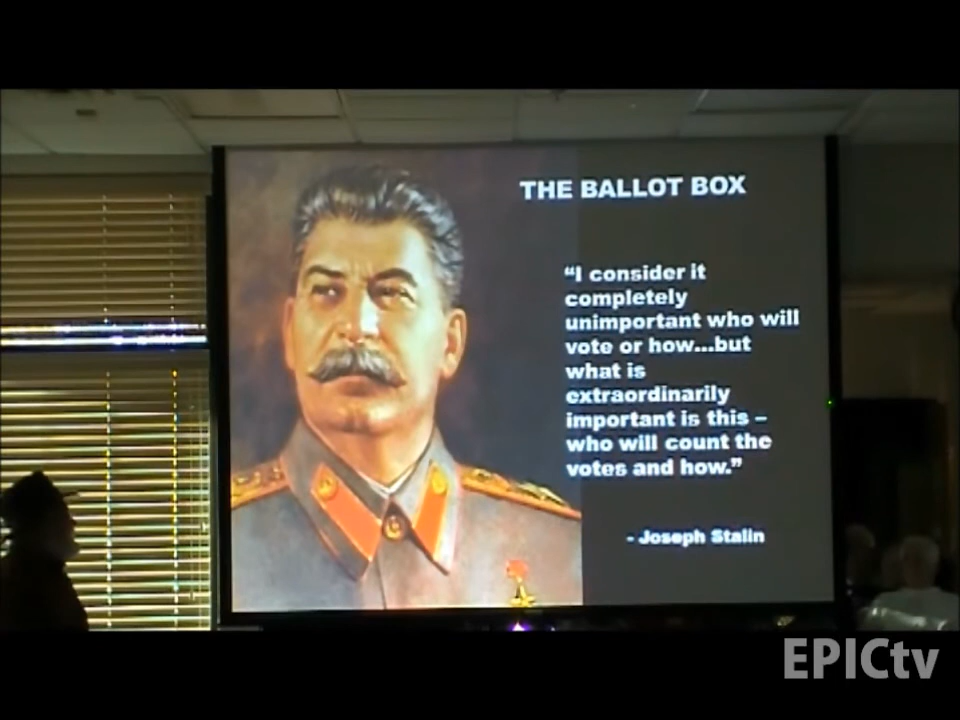 THE BALLOT BOX
“I consider it
completely
unimportant who will
vote or how...but
what is
extraordinarily
important is this –
who will count the
votes and how.”
- Joseph Stalin
EPICtv